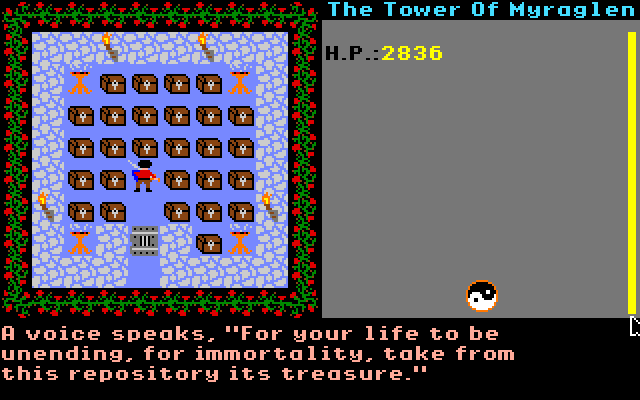 The Tower Of Myraglen
H.P.:2836
A voice speaks, "For your life to be
unending, for immortality, take from
this repository its treasure."